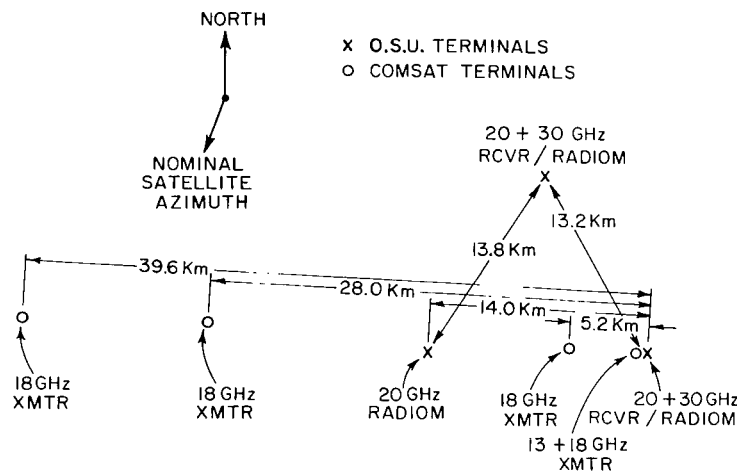 NORTH
X O.S.U. TERMINALS
O COMSAT TERMINALS
NOMINAL
SATELLITE
AZIMUTH
20 + 30 GHz
RCVR / RADIOM
X
13.2 Km
13.8 Km
39.6 Km
28.0 Km
14.0 Km
5.2 Km
O
O
X
O
O X
18 GHz
XMTR
18 GHz
XMTR
20 GHz
RADIOM
18 GHz
XMTR
13 + 18 GHz
XMTR
20 + 30 GHz
RCVR / RADIOM